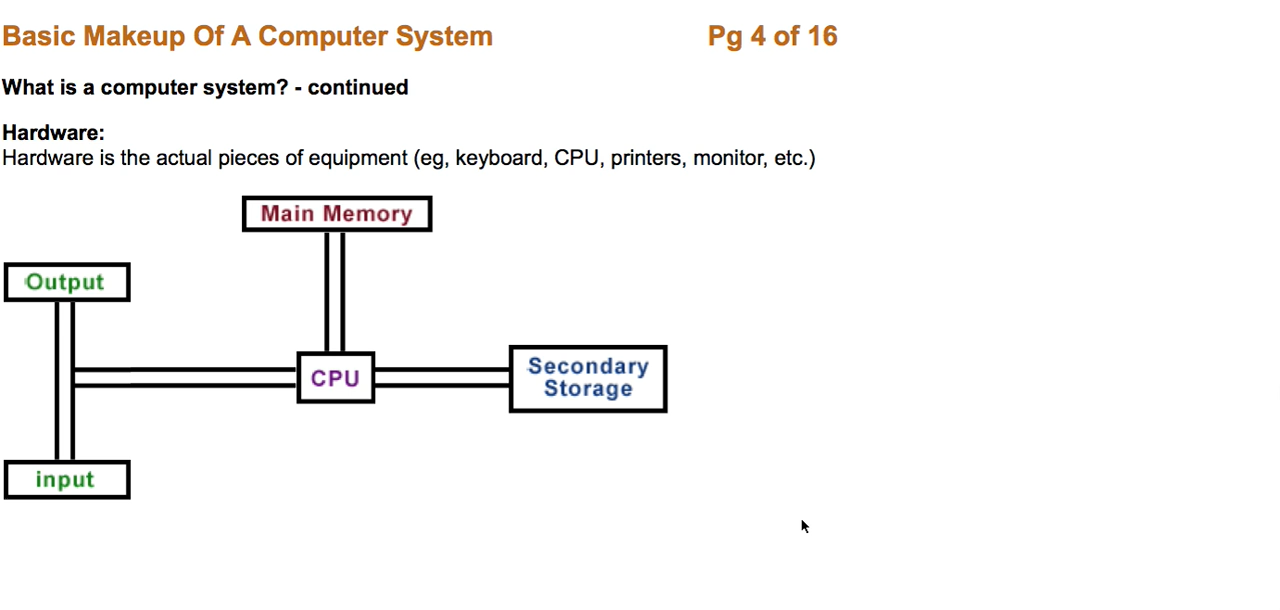 Basic Makeup Of A Computer System Pg 4 of 16
What is a computer system? - continued
Hardware:
Hardware is the actual pieces of equipment (eg, keyboard, CPU, printers, monitor, etc.)
Main Memory
Output
CPU
Secondary
Storage
input